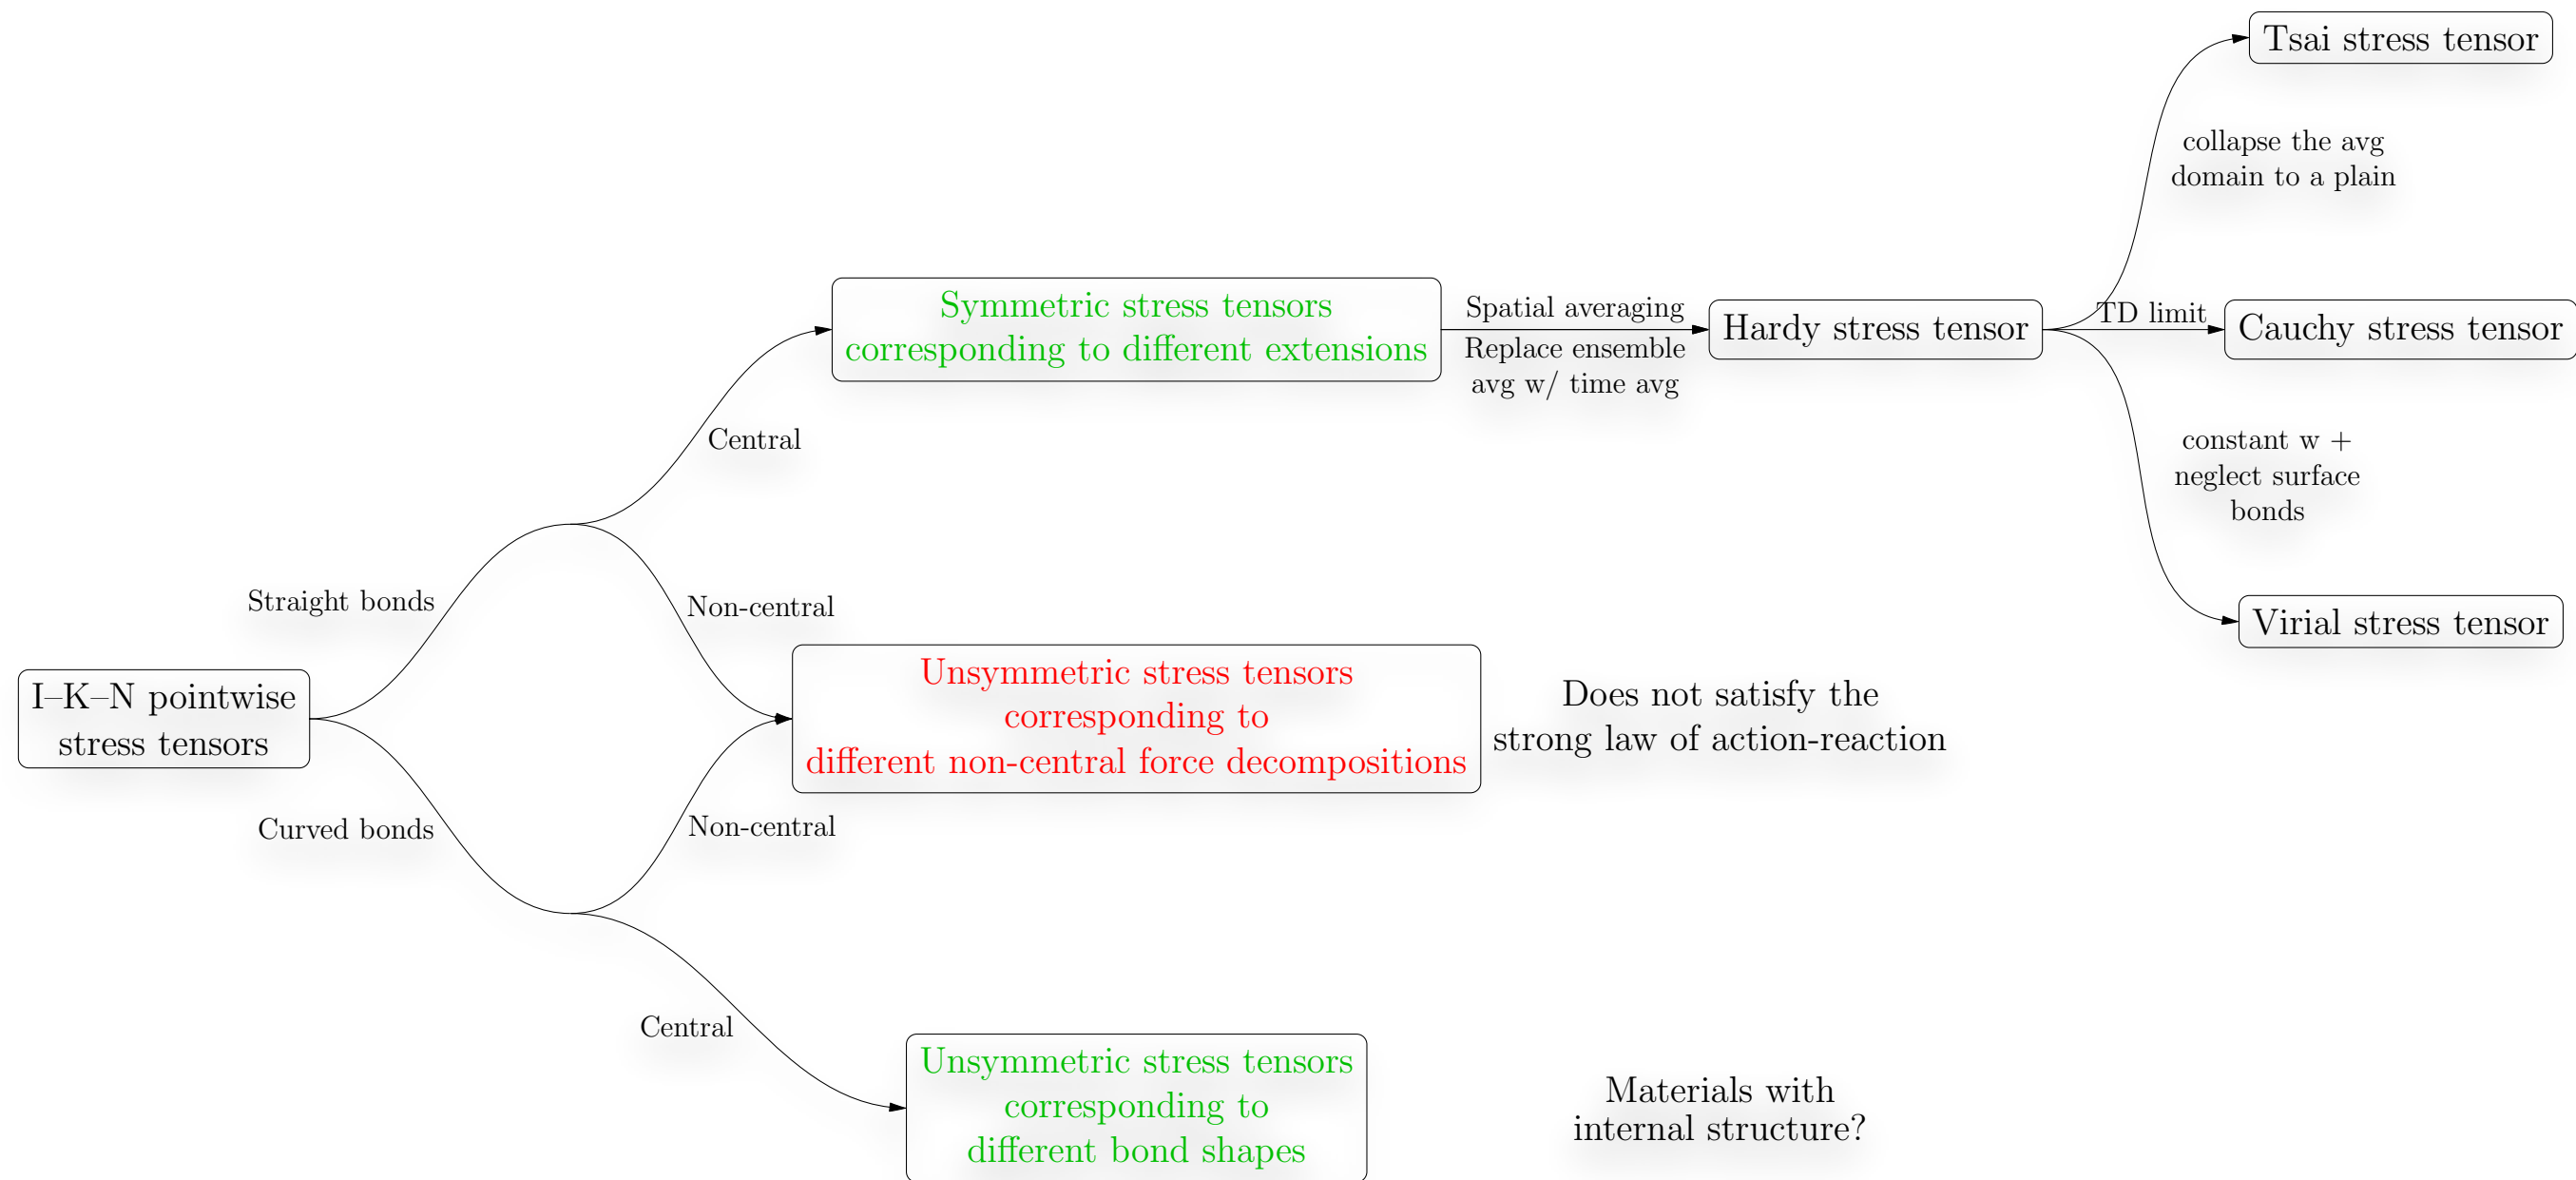 Tsai stress tensor
collapse the avg
domain to a plain
Symmetric stress tensors
corresponding to different extensions
Spatial averaging
Replace ensemble
avg w/ time avg
Hardy stress tensor
TD limit
Cauchy stress tensor
Central
constant w +
neglect surface
bonds
Straight bonds
Non-central
Virial stress tensor
I–K–N pointwise
stress tensors
Unsymmetric stress tensors
corresponding to
different non-central force decompositions
Does not satisfy the
strong law of action-reaction
Curved bonds
Non-central
Central
Unsymmetric stress tensors
corresponding to
different bond shapes
Materials with
internal structure?